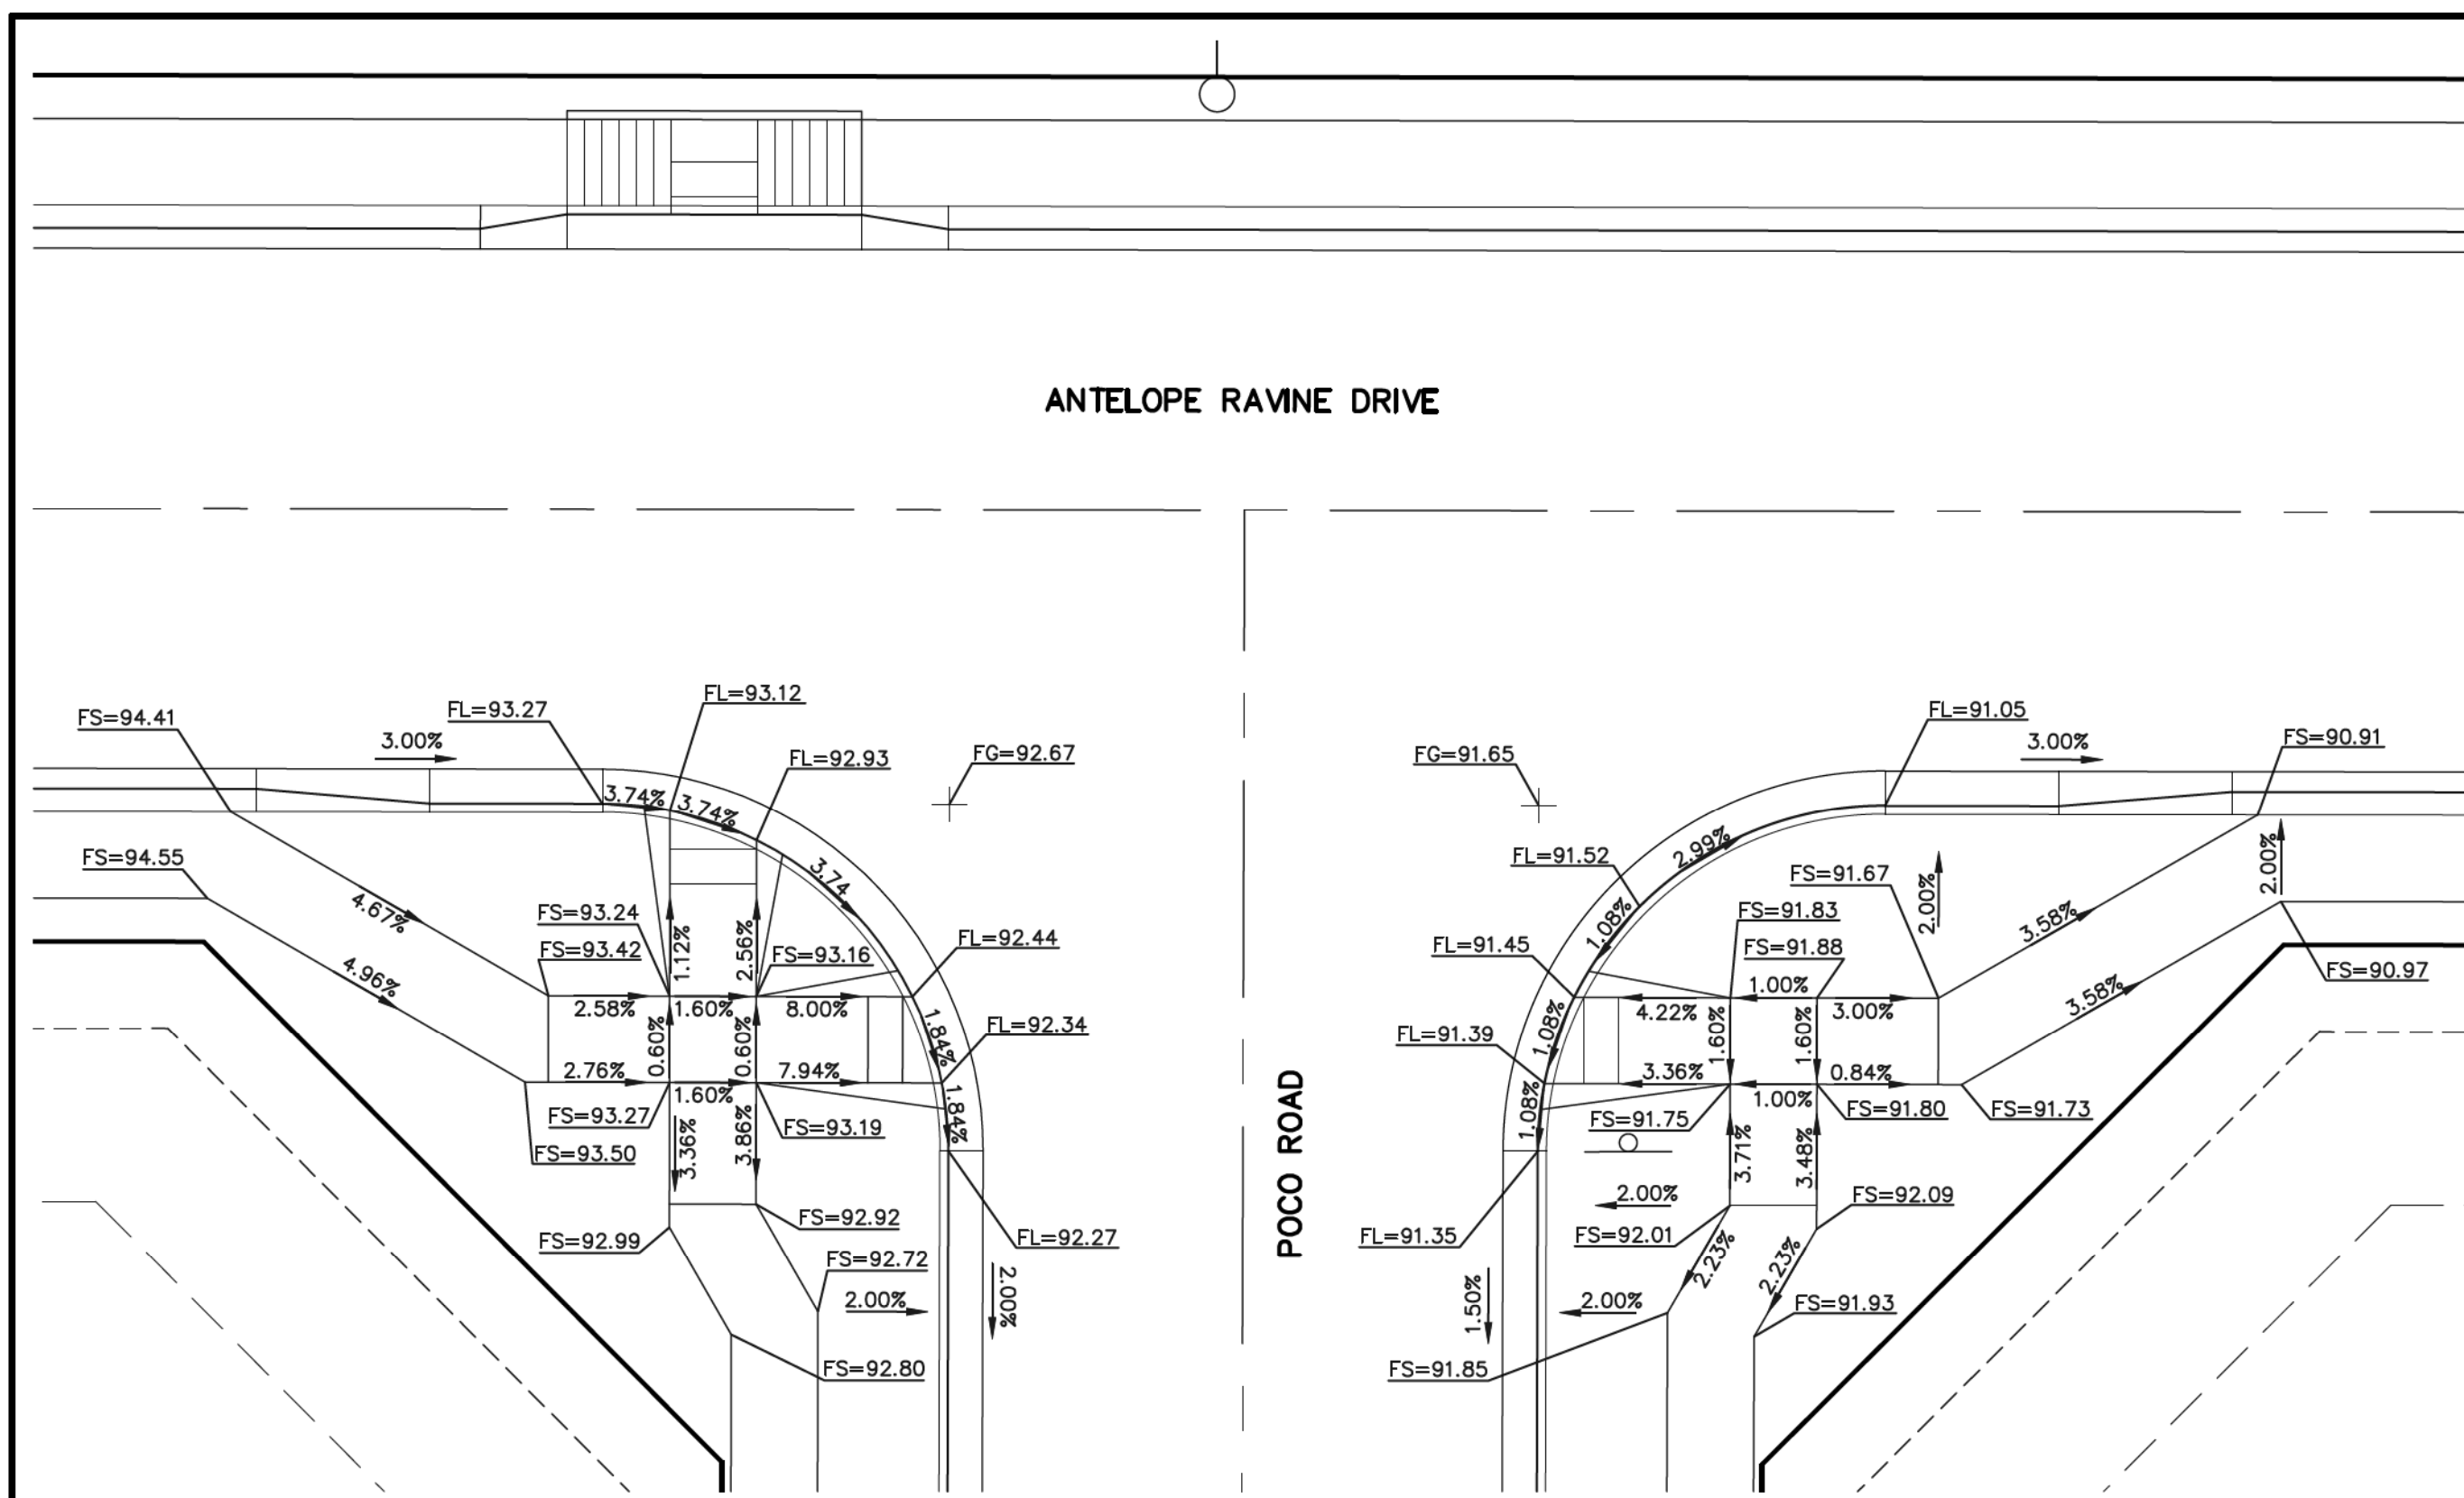 ANTELOPE RAVINE DRIVE
FL=93.12
FS=94.41
FL=93.27
FL=91.05
3.00%
FL=92.93
FG=92.67
FG=91.65
3.00%
FS=90.91
3.74%
3.74%
FS=94.55
3.74
2.99%
FL=91.52
FS=91.67
2.00%
2.00%
4.67%
FS=93.24
1.08%
FS=91.83
3.58%
FS=93.42
1.12%
2.56%
FS=93.16
FL=92.44
FL=91.45
FS=91.88
4.96%
FS=90.97
2.58%
1.60%
8.00%
1.00%
4.22%
3.00%
3.58%
0.60%
0.60%
1.84%
FL=92.34
FL=91.39
1.08%
1.60%
1.60%
2.76%
7.94%
3.36%
0.84%
1.60%
1.00%
FS=93.27
FS=93.19
1.84%
1.08%
FS=91.75
FS=91.80
FS=91.73
FS=93.50
3.36%
3.86%
POCO ROAD
3.71%
3.48%
2.00%
FS=92.09
FS=92.92
FS=92.99
FL=92.27
FL=91.35
FS=92.01
2.23%
2.23%
FS=92.72
2.00%
2.00%
1.50%
2.00%
FS=91.93
FS=92.80
FS=91.85